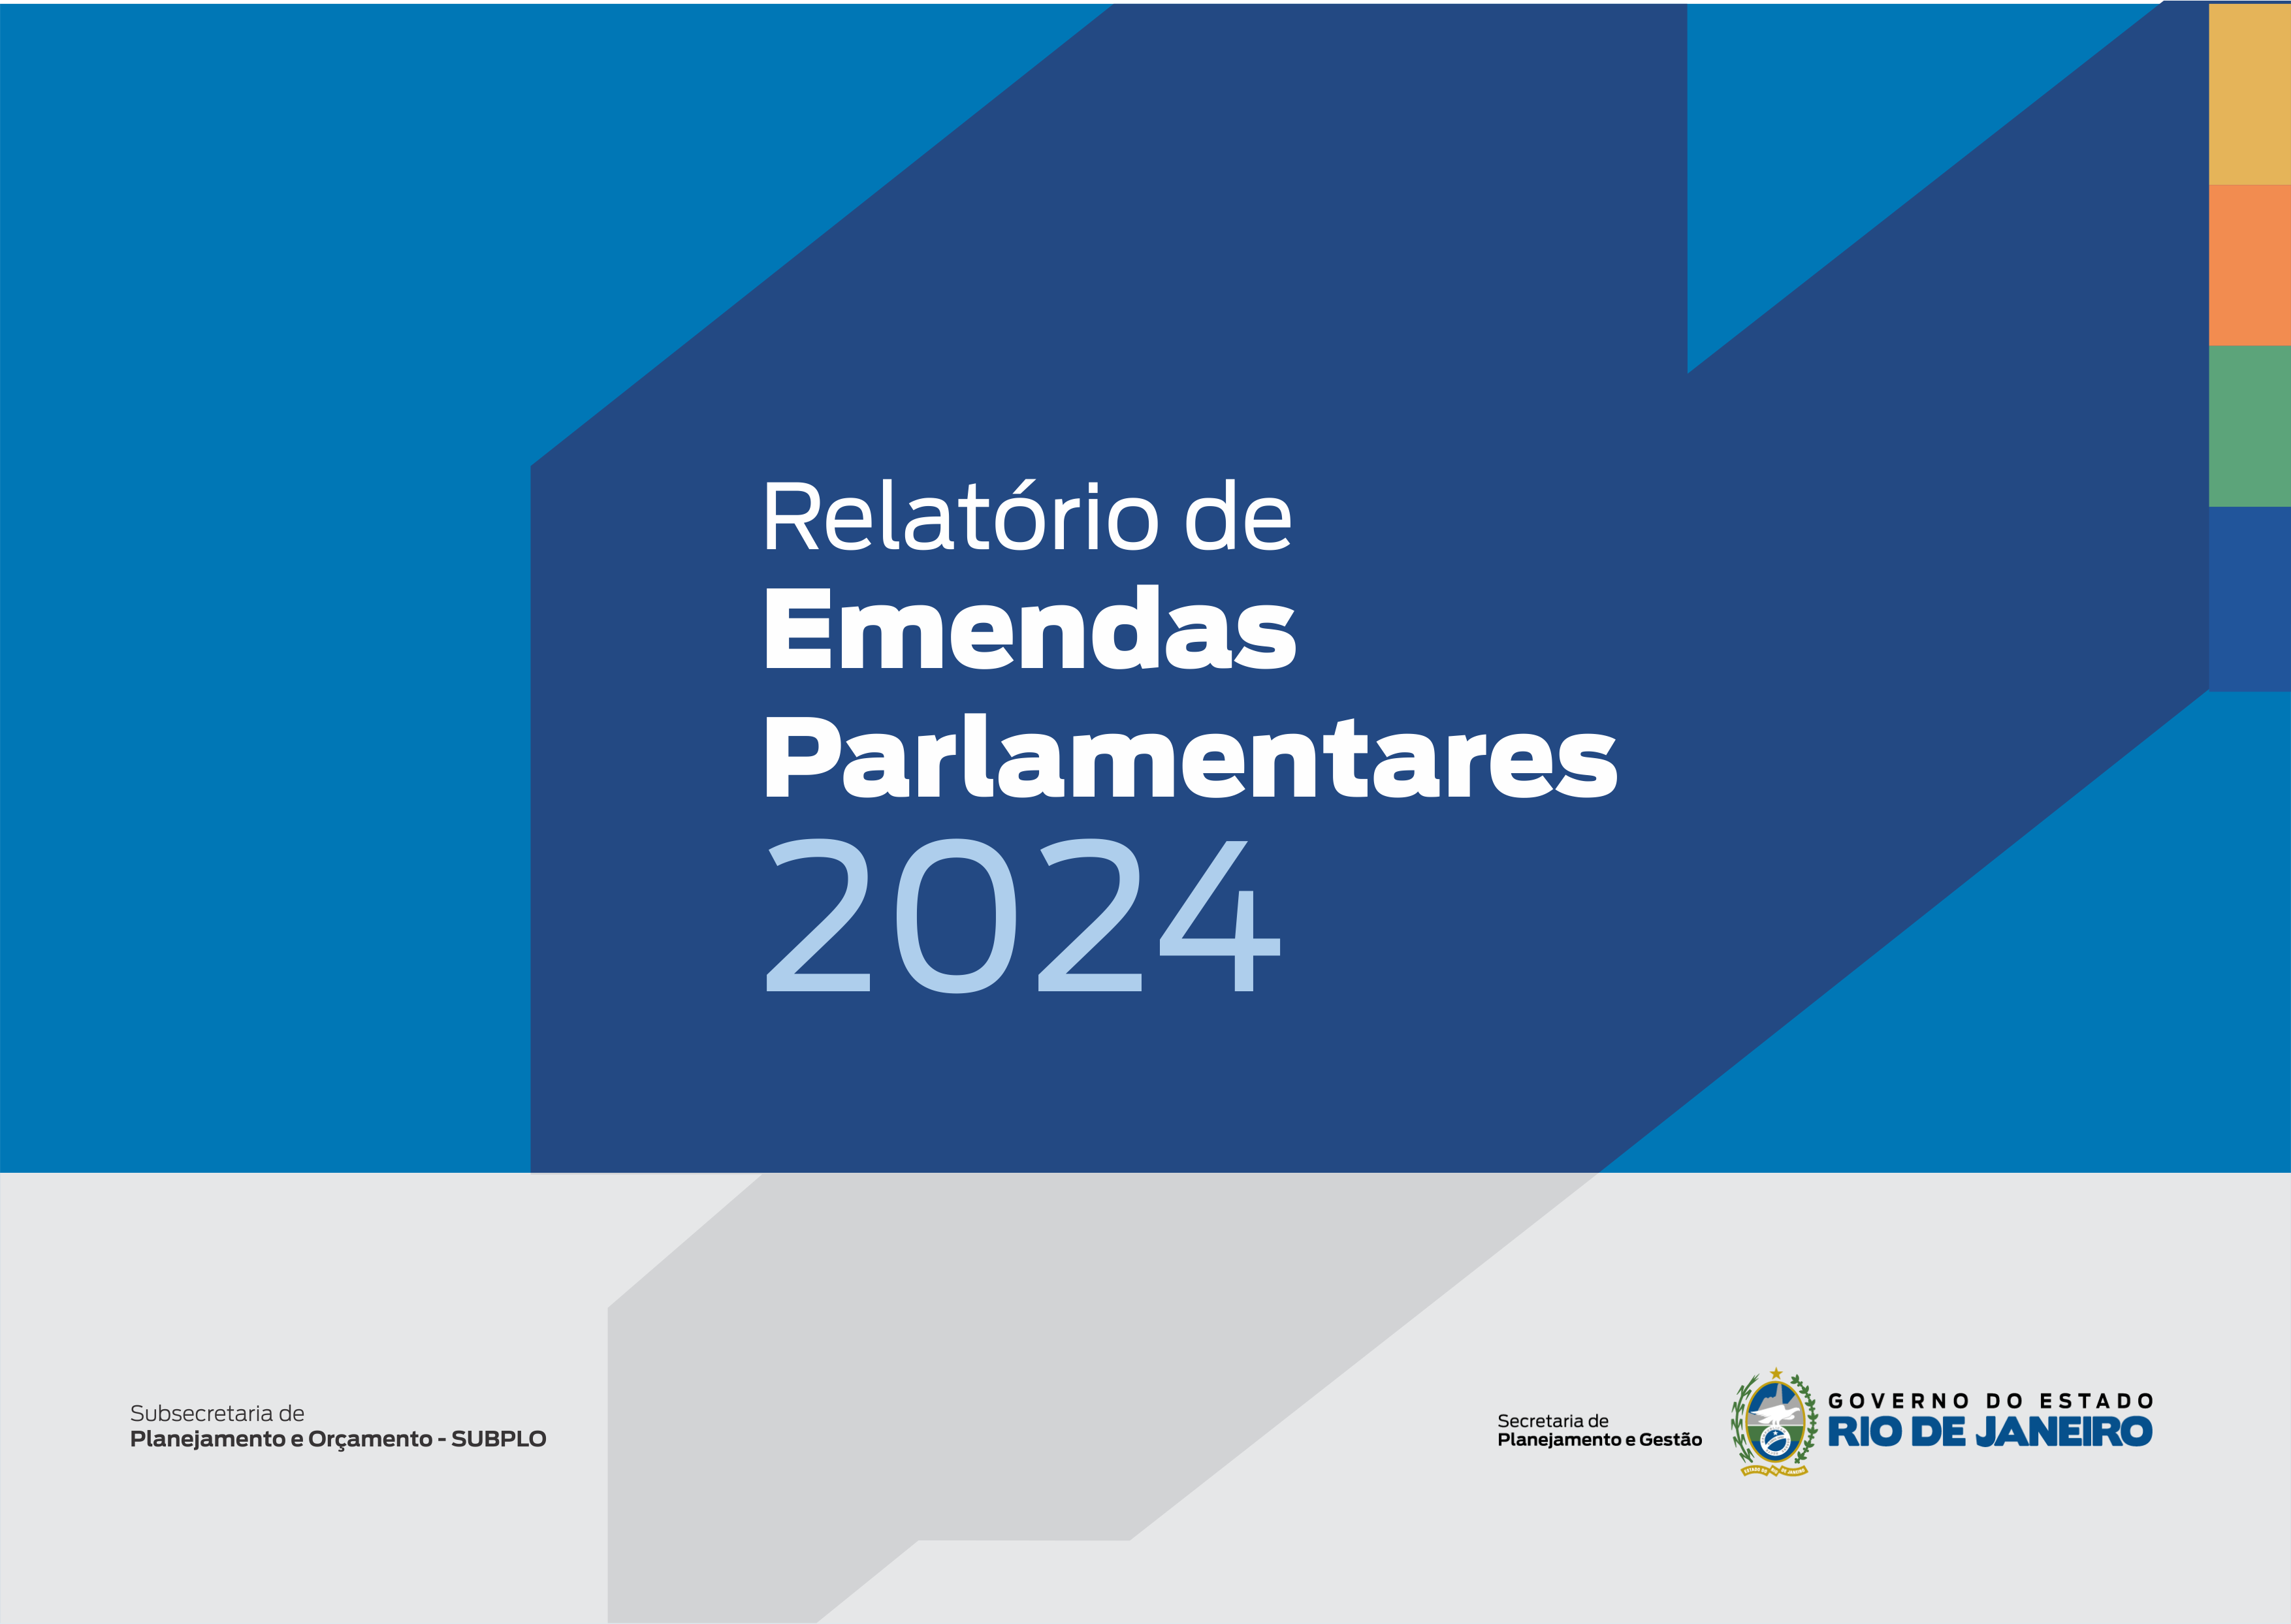 Relatório de
Emendas
Parlamentares
2024
Subsecretaria de
Planejamento e Orçamento - SUBPLO
Secretaria de
Planejamento e Gestão
GOVERNO DO ESTADO
RIO DE JANEIRO